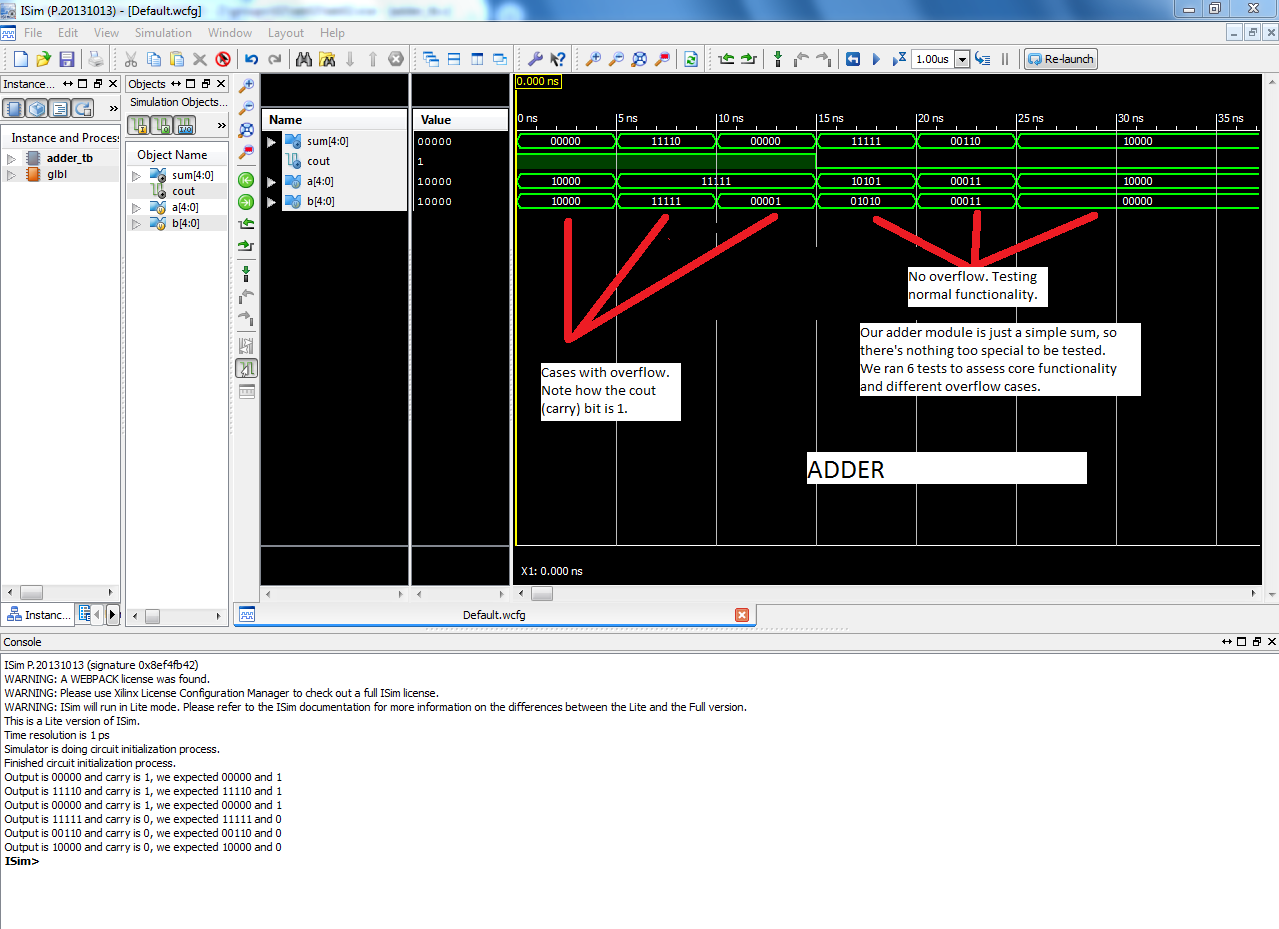 ISim (P.20131013) - [Default.wcfg]
File Edit View Simulation Window Layout Help
1.00us Re-launch
Instance...
Objects
Simulation Objects...
Instance and Process
adder_tb
glbl
Object Name
sum[4:0]
cout
a[4:0]
b[4:0]
Name Value
sum[4:0] 00000
cout 1
a[4:0] 10000
b[4:0] 10000
0.000 ns
0 ns 5 ns 10 ns 15 ns 20 ns 25 ns 30 ns 35 ns
00000 11110 00000 11111 00110 10000
10000 11111 10101 00011 10000
10000 11111 00001 01010 00011 00000
No overflow. Testing
normal functionality.
Our adder module is just a simple sum, so
there's nothing too special to be tested.
We ran 6 tests to assess core functionality
and different overflow cases.
Cases with overflow.
Note how the cout
(carry) bit is 1.
ADDER
X1: 0.000 ns
Instanc...
Default.wcfg
Console
ISim P.20131013 (signature 0x8ef4fb42)
WARNING: A WEBPACK license was found.
WARNING: Please use Xilinx License Configuration Manager to check out a full ISim license.
WARNING: ISim will run in Lite mode. Please refer to the ISim documentation for more information on the differences between the Lite and the Full version.
This is a Lite version of ISim.
Time resolution is 1 ps
Simulator is doing circuit initialization process.
Finished circuit initialization process.
Output is 00000 and carry is 1, we expected 00000 and 1
Output is 11110 and carry is 1, we expected 11110 and 1
Output is 00000 and carry is 1, we expected 00000 and 1
Output is 11111 and carry is 0, we expected 11111 and 0
Output is 00110 and carry is 0, we expected 00110 and 0
Output is 10000 and carry is 0, we expected 10000 and 0
ISim>